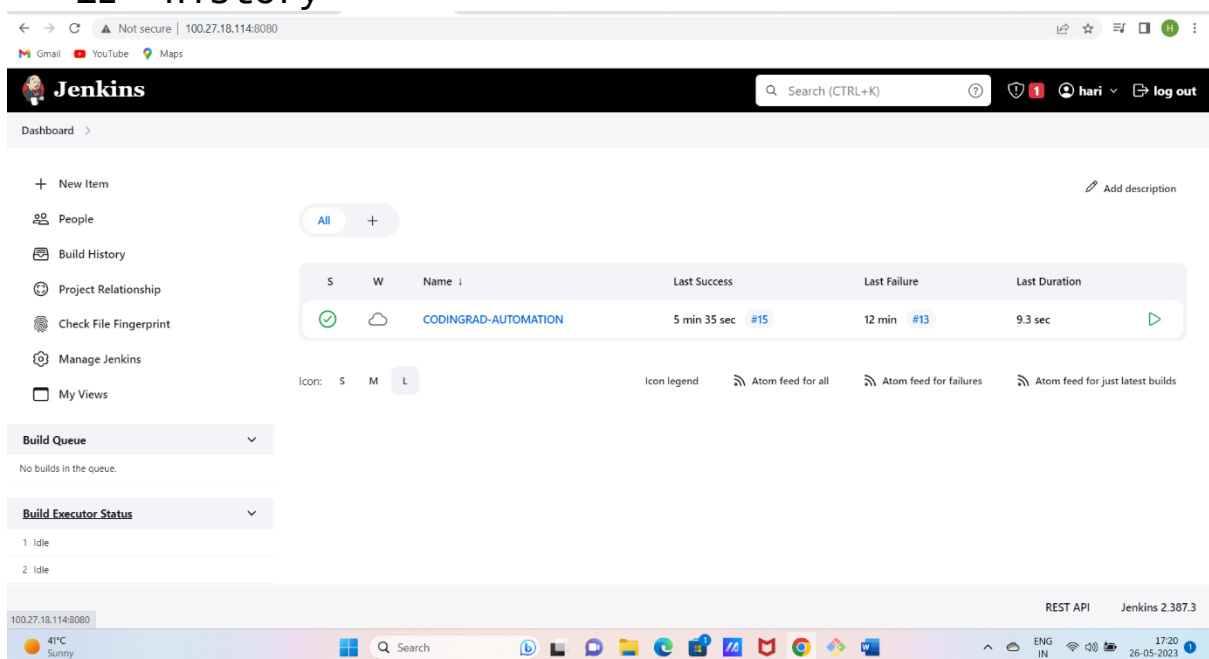 Not secure | 100.27.18.114:8080
H
Gmail YouTube Maps
Jenkins
Search (CTRL+K)
?
1
hari
log out
Dashboard >
New Item
Add description
People
All +
Build History
Project Relationship
S W Name ↓ Last Success Last Failure Last Duration
Check File Fingerprint
CODINGRAD-AUTOMATION 5 min 35 sec #15 12 min #13 9.3 sec
Manage Jenkins
My Views
Icon: S M L
Icon legend Atom feed for all Atom feed for failures Atom feed for just latest builds
Build Queue
No builds in the queue.
Build Executor Status
1 Idle
2 Idle
REST API Jenkins 2.387.3
100.27.18.114:8080
41°C
Sunny
Search
ENG
IN
17:20
26-05-2023
1